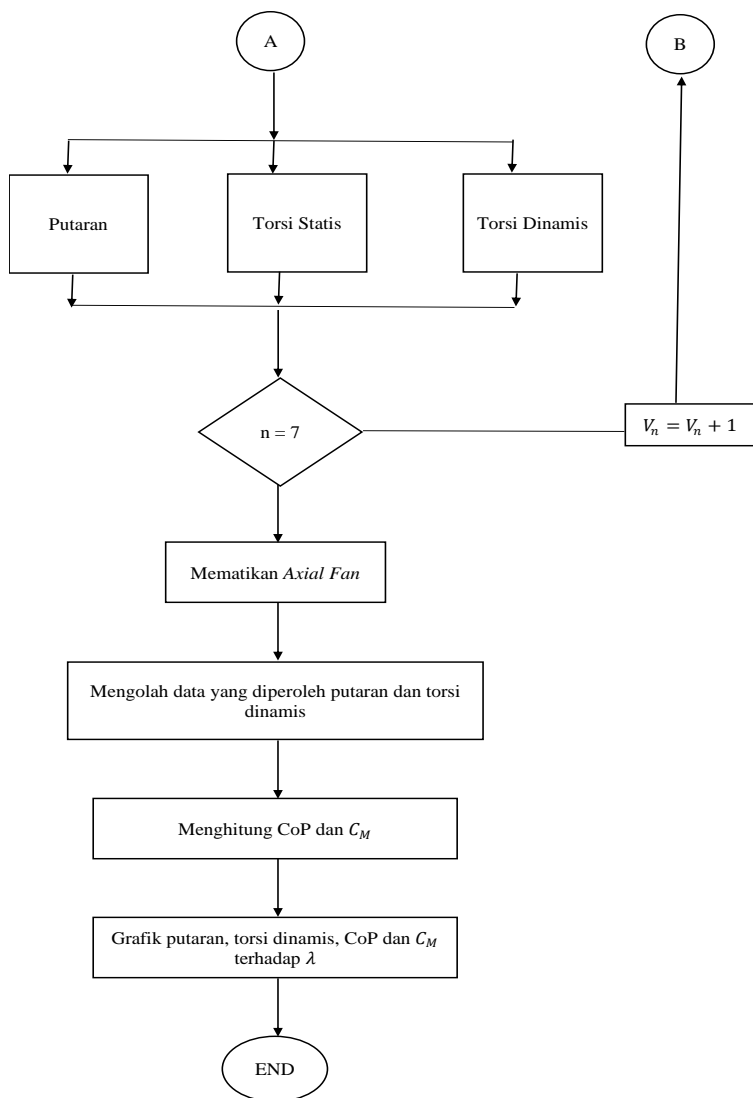 A
B
Putaran
Torsi Statis
Torsi Dinamis
n = 7
V_n = V_n + 1
Mematikan Axial Fan
Mengolah data yang diperoleh putaran dan torsi
dinamis
Menghitung CoP dan C_M
Grafik putaran, torsi dinamis, CoP dan C_M
terhadap λ
END